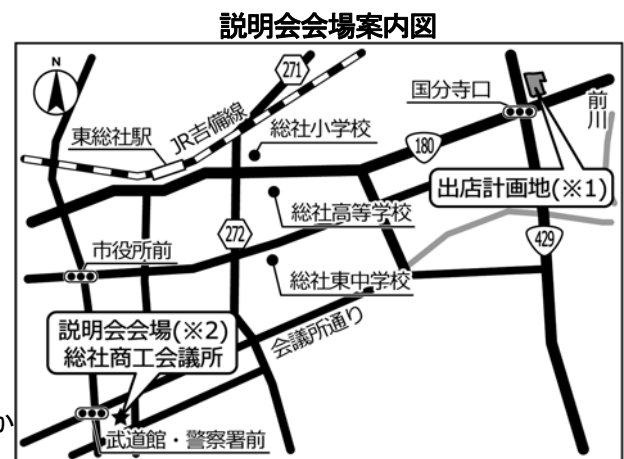 説明会会場案内図
N
271
国分寺口
前川
JR吉備線
東総社駅
総社小学校
180
出店計画地(※1)
総社高等学校
272
429
市役所前
総社東中学校
説明会会場(※2)
総社商工会議所
会議所通り
か
武道館・警察署前